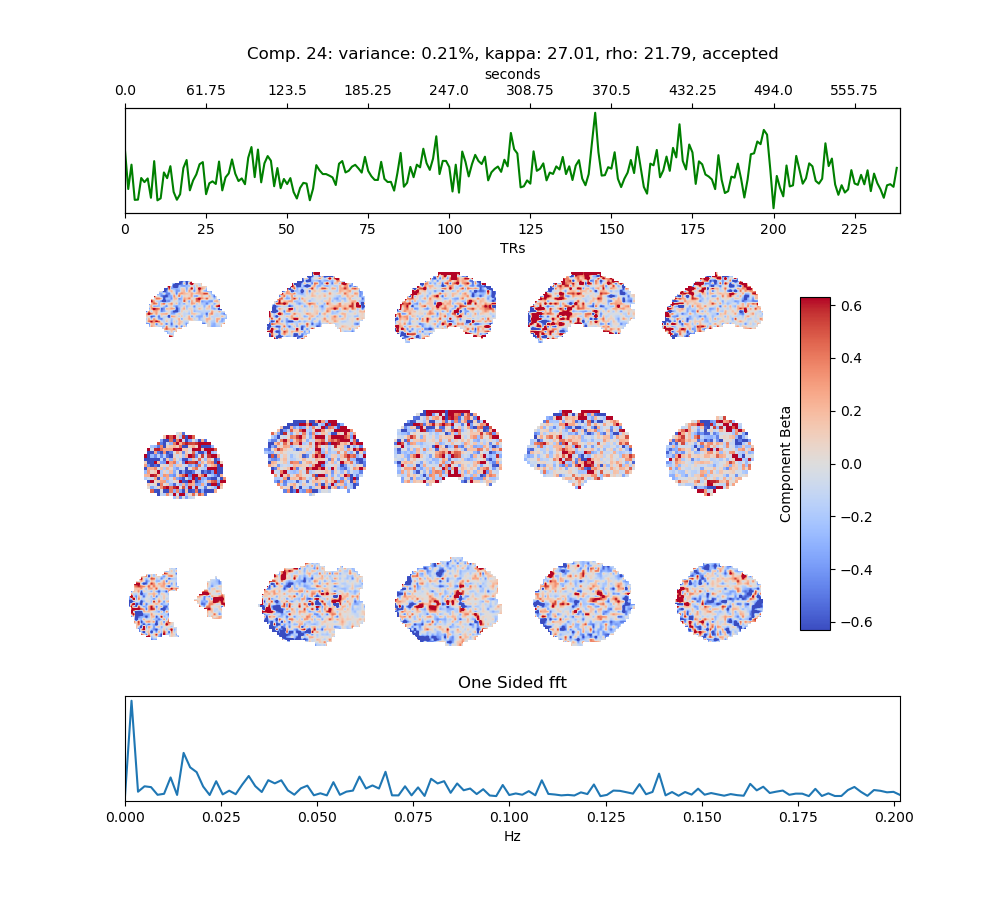 Comp. 24: variance: 0.21%, kappa: 27.01, rho: 21.79, accepted
seconds
0.0 61.75 123.5 185.25 247.0 308.75 370.5 432.25 494.0 555.75
0 25 50 75 100 125 150 175 200 225
TRs
0.6
0.4
0.2
0.0
−0.2
−0.4
−0.6
Component Beta
One Sided fft
0.000 0.025 0.050 0.075 0.100 0.125 0.150 0.175 0.200
Hz